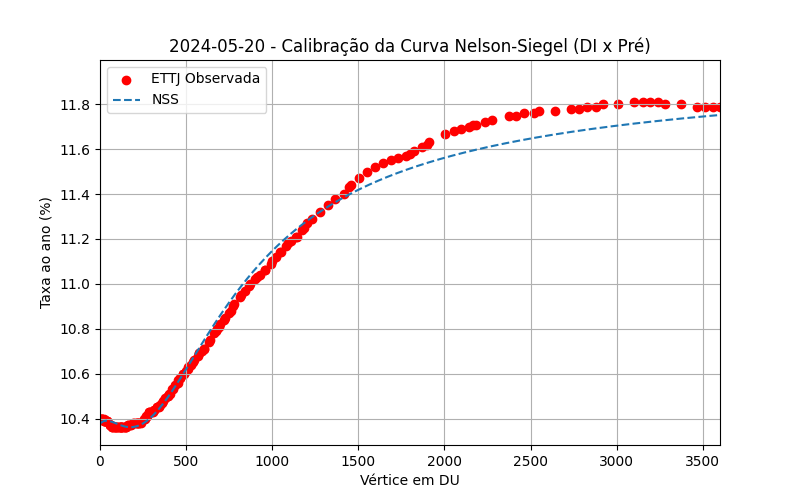 2024-05-20 - Calibração da Curva Nelson-Siegel (DI x Pré)
ETTJ Observada
NSS
Taxa ao ano (%)
11.8
11.6
11.4
11.2
11.0
10.8
10.6
10.4
0 500 1000 1500 2000 2500 3000 3500
Vértice em DU